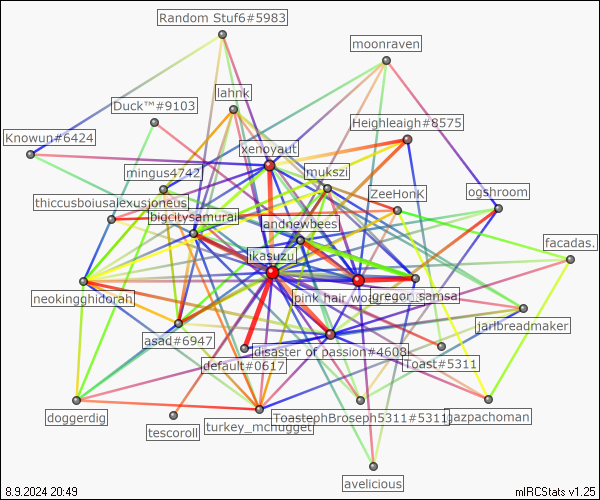 Random Stuf6#5983
moonraven
lahnk
Duck™#9103
Heighleaigh#8575
Knowun#6424
xenoyaut
mingus4742
mukszi
ZeeHonK
ogshroom
thiccusboiusalexusjoneus
bigcitysamurai
andnewbees
facadas.
ikasuzu
neokingghidorah
pink hair wo
gregor_samsa
jarlbreadmaker
asad#6947
disaster of passion#4608
default#0617
Toast#5311
doggerdig
ToastephBroseph5311#5311
gazpachoman
turkey_mcnugget
tescoroll
avelicious
8.9.2024 20:49
mIRCStats v1.25